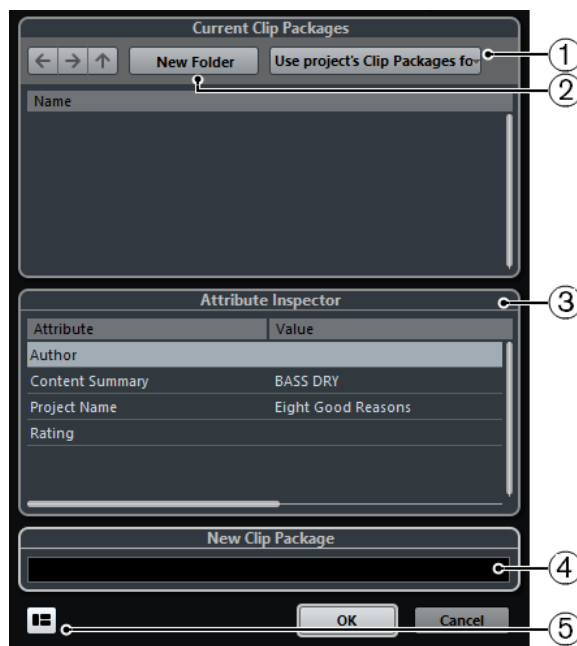 Current Clip Packages
New Folder
Use project's Clip Packages fo
1
2
Name
Attribute Inspector
3
Attribute Value
Author
Content Summary BASS DRY
Project Name Eight Good Reasons
Rating
New Clip Package
4
OK Cancel
5